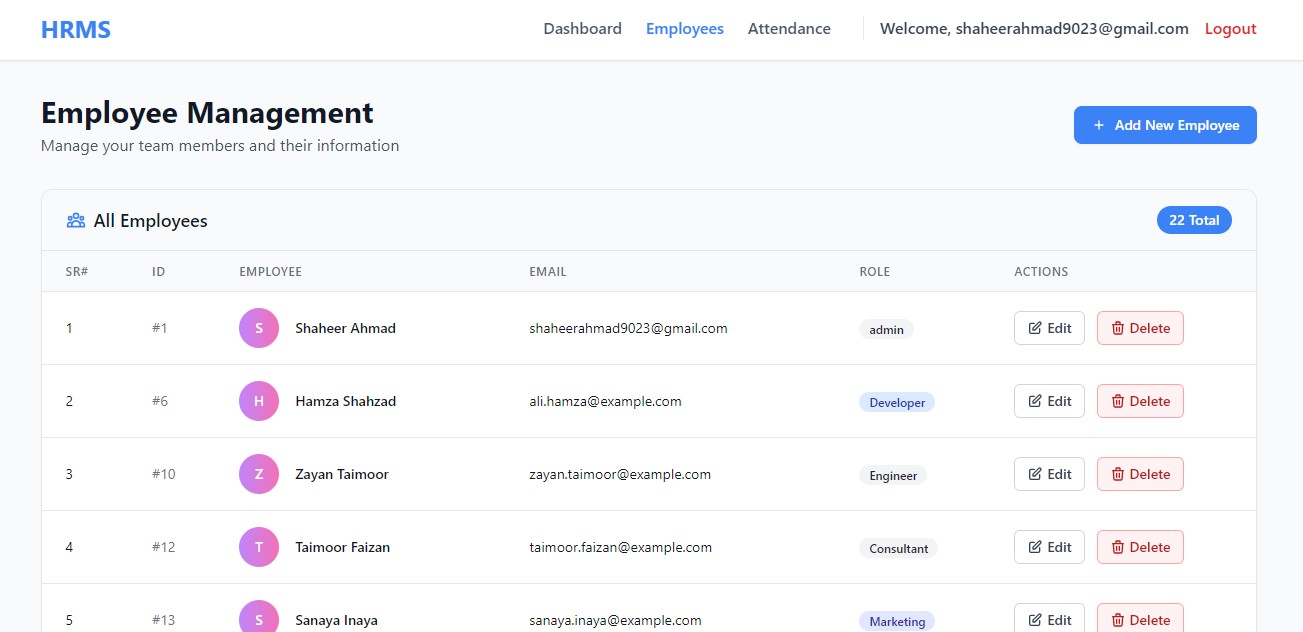 HRMS Dashboard Employees Attendance Welcome, shaheerahmad9023@gmail.com Logout
Employee Management
Manage your team members and their information
+ Add New Employee
All Employees 22 Total
SR# ID EMPLOYEE EMAIL ROLE ACTIONS
1 #1 S Shaheer Ahmad shaheerahmad9023@gmail.com admin Edit Delete
2 #6 H Hamza Shahzad ali.hamza@example.com Developer Edit Delete
3 #10 Z Zayan Taimoor zayan.taimoor@example.com Engineer Edit Delete
4 #12 T Taimoor Faizan taimoor.faizan@example.com Consultant Edit Delete
5 #13 S Sanaya Inaya sanaya.inaya@example.com Marketing Edit Delete